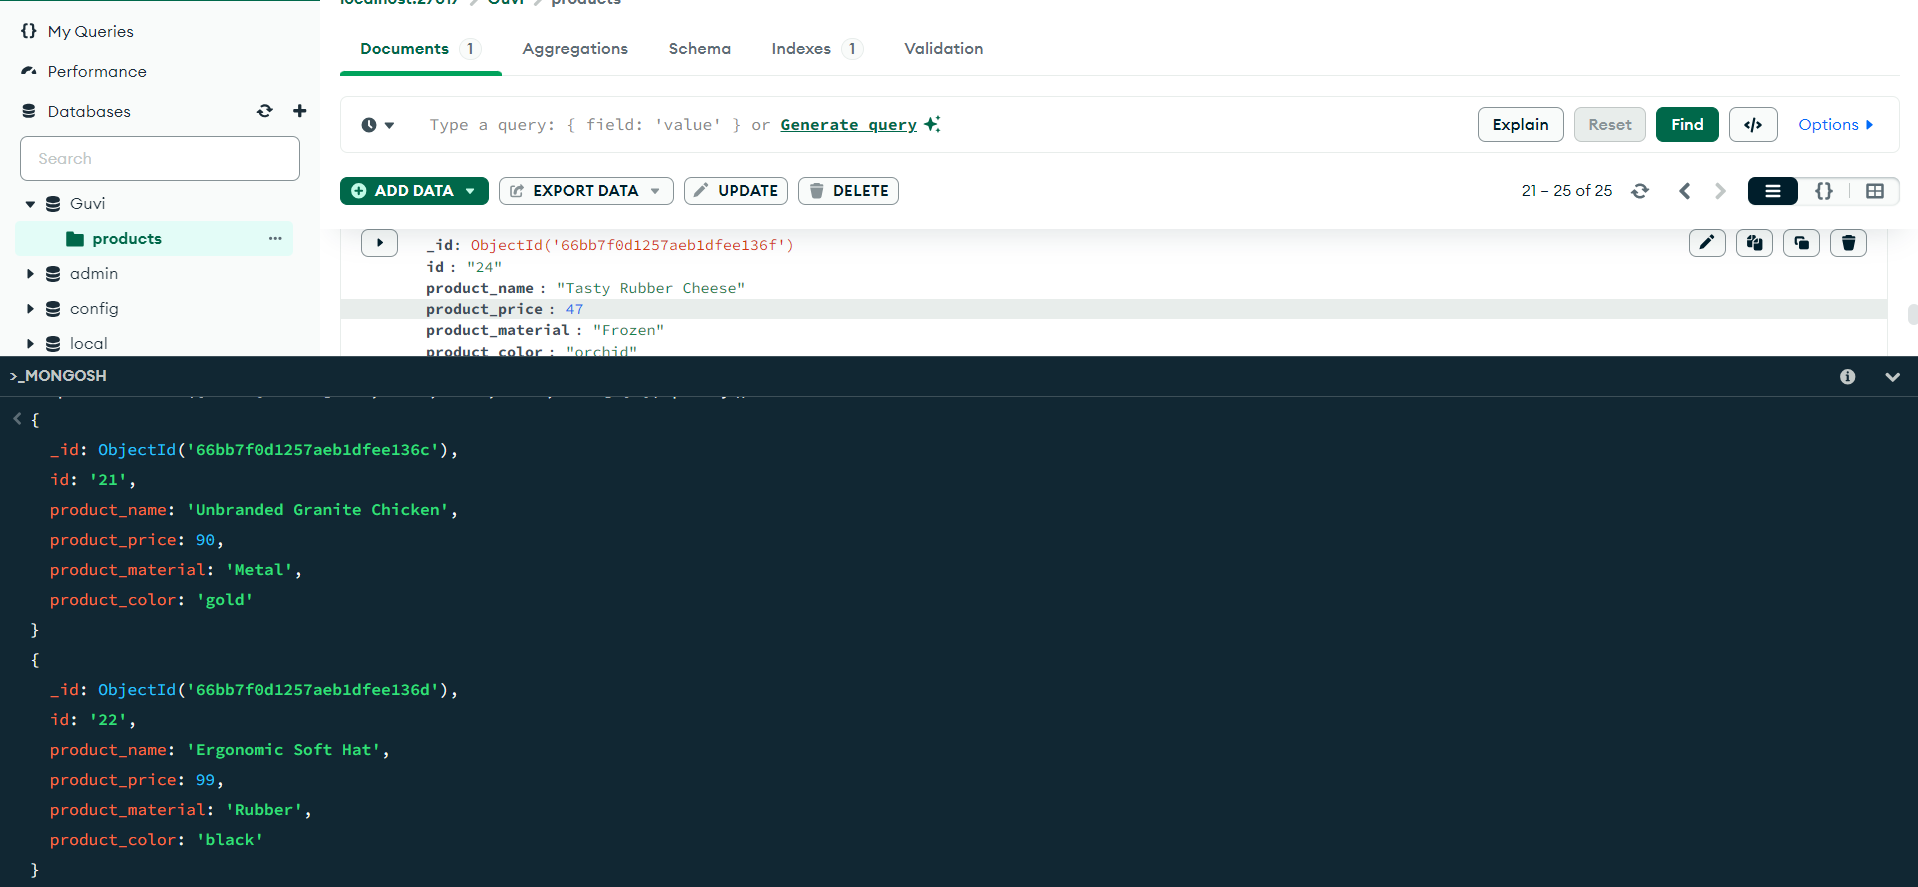 localhost:27017 > Guvi > products
{} My Queries
Performance
Databases
Search
Guvi
products
admin
config
local
Documents 1 Aggregations Schema Indexes 1 Validation
Type a query: { field: 'value' } or Generate query
Explain Reset Find </> Options
ADD DATA EXPORT DATA UPDATE DELETE
21 – 25 of 25 {}
_id: ObjectId('66bb7f0d1257aeb1dfee136f')
id : "24"
product_name : "Tasty Rubber Cheese"
product_price : 47
product_material : "Frozen"
product_color : "orchid"
>_MONGOSH
{
_id: ObjectId('66bb7f0d1257aeb1dfee136c'),
id: '21',
product_name: 'Unbranded Granite Chicken',
product_price: 90,
product_material: 'Metal',
product_color: 'gold'
}
{
_id: ObjectId('66bb7f0d1257aeb1dfee136d'),
id: '22',
product_name: 'Ergonomic Soft Hat',
product_price: 99,
product_material: 'Rubber',
product_color: 'black'
}